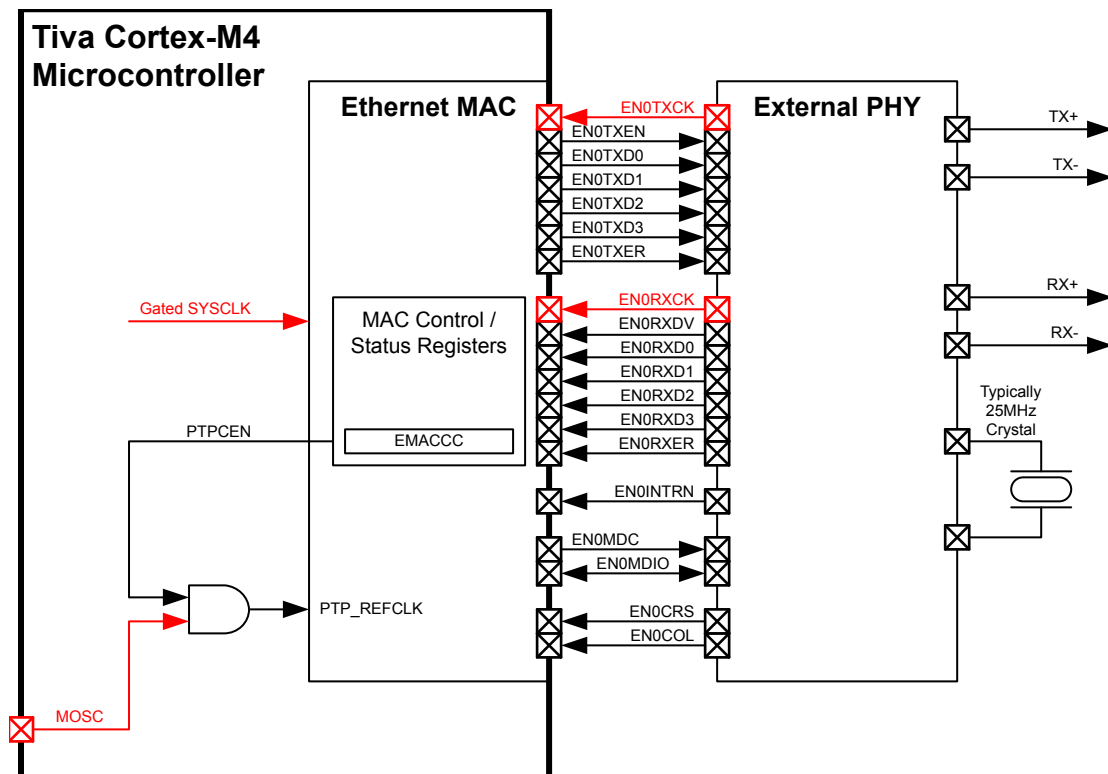 Tiva Cortex-M4
Microcontroller
Ethernet MAC
External PHY
EN0TXCK
EN0TXEN
EN0TXD0
EN0TXD1
EN0TXD2
EN0TXD3
EN0TXER
TX+
TX-
Gated SYSCLK
MAC Control /
Status Registers
EMACCC
EN0RXCK
EN0RXDV
EN0RXD0
EN0RXD1
EN0RXD2
EN0RXD3
EN0RXER
RX+
RX-
Typically
25MHz
Crystal
PTPCEN
EN0INTRN
EN0MDC
EN0MDIO
PTP_REFCLK
EN0CRS
EN0COL
MOSC